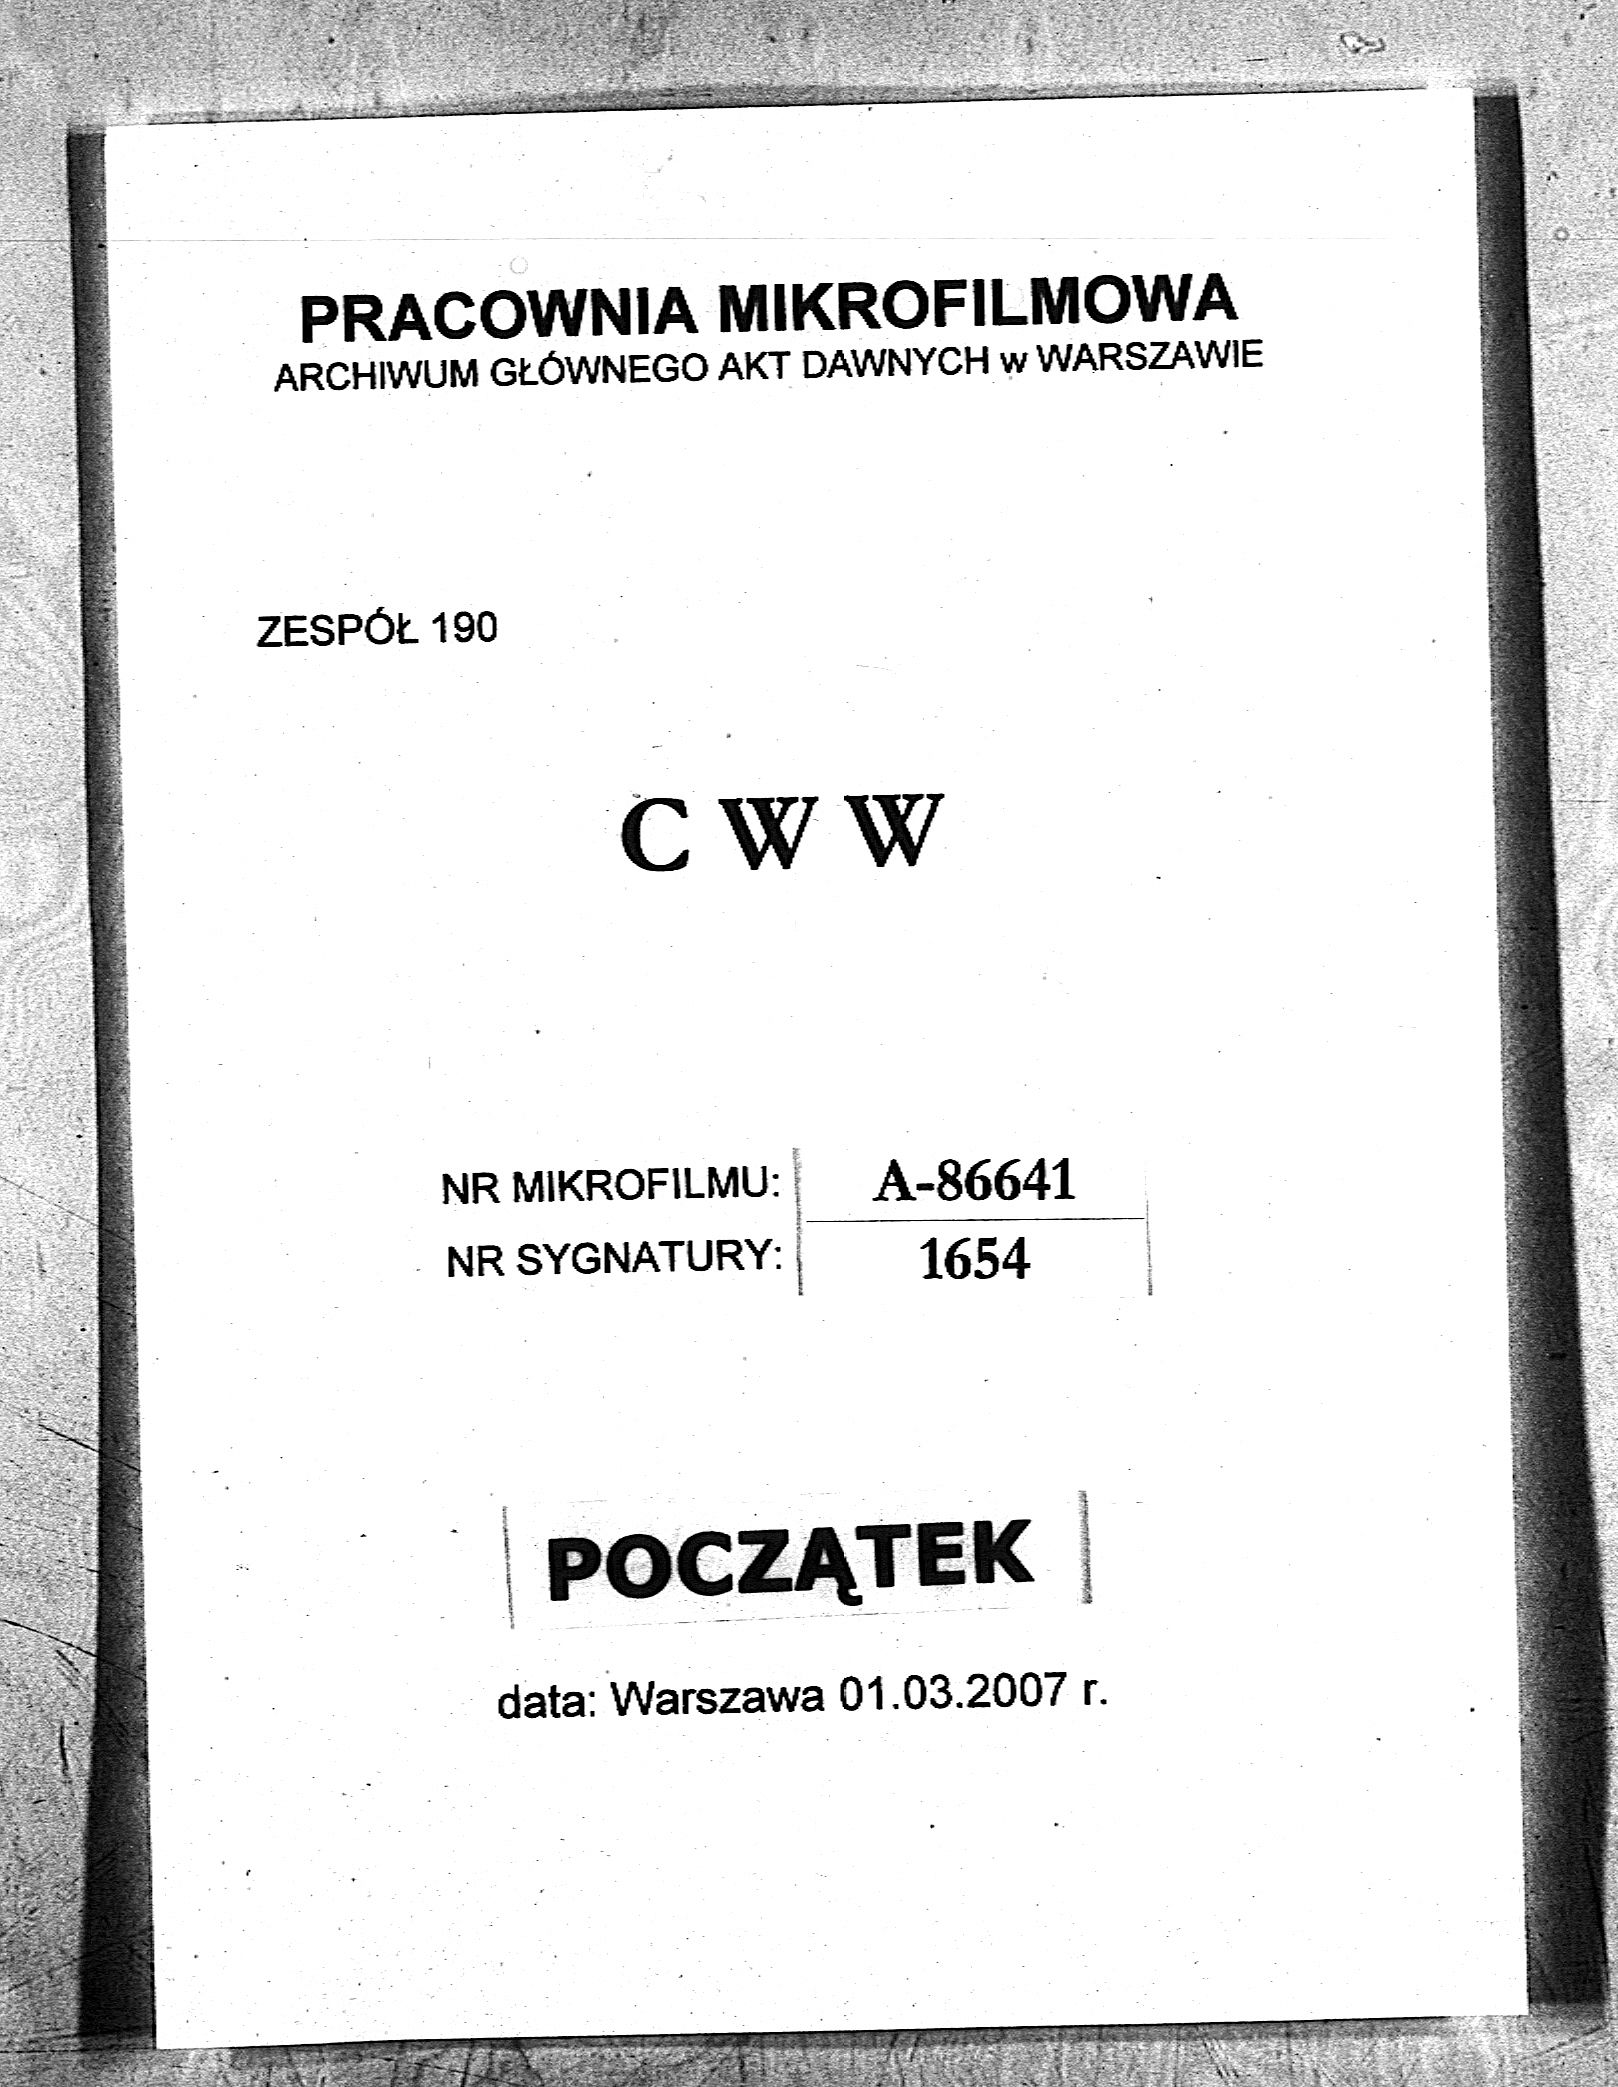 PRACOWNIA MIKROFILMOWA
ARCHIWUM GŁÓWNEGO AKT DAWNYCH w WARSZAWIE
ZESPÓŁ 190
C W W
NR MIKROFILMU: A-86641
NR SYGNATURY: 1654
POCZĄTEK
data: Warszawa 01.03.2007 r.